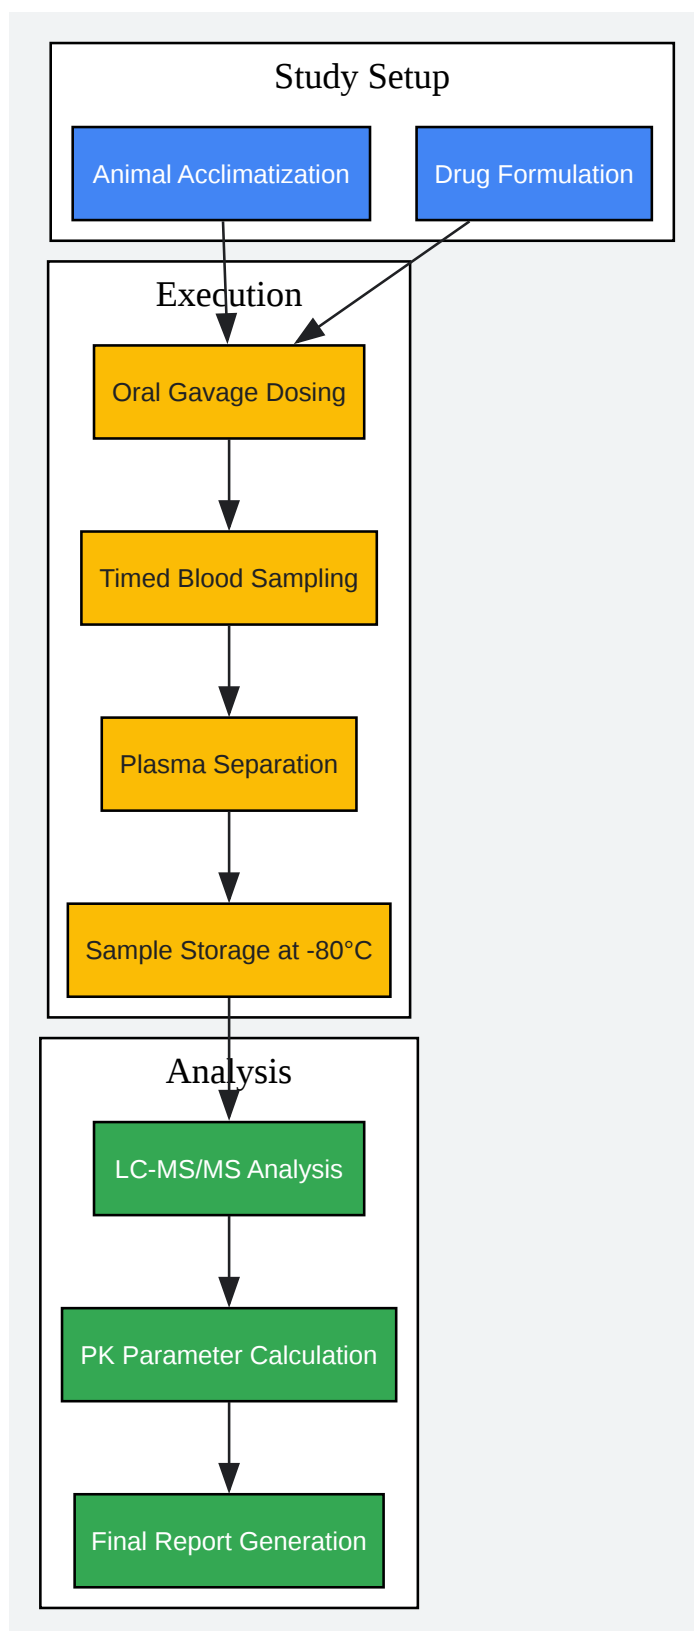 Study Setup
Animal Acclimatization
Drug Formulation
Execution
Oral Gavage Dosing
Timed Blood Sampling
Plasma Separation
Sample Storage at -80°C
Analysis
LC-MS/MS Analysis
PK Parameter Calculation
Final Report Generation